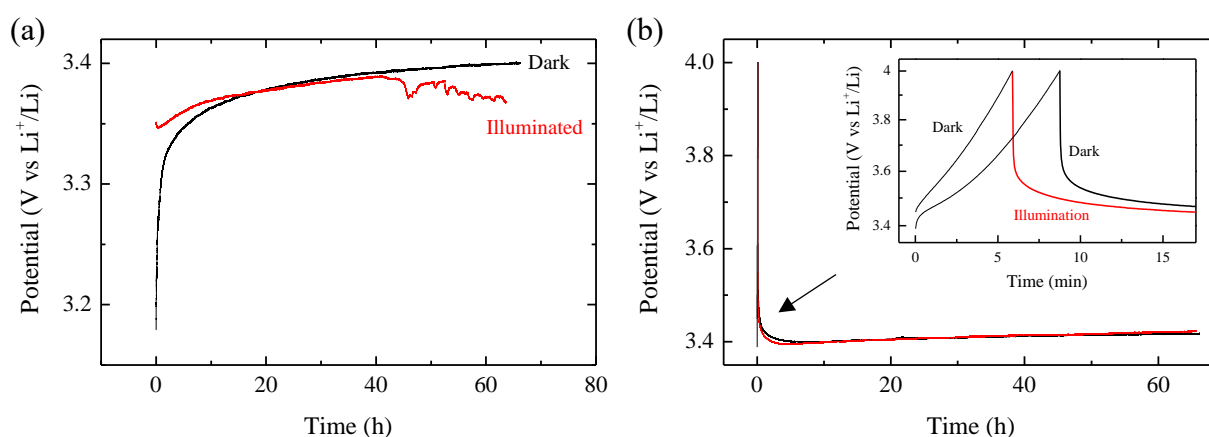 (a)
Potential (V vs Li⁺/Li)
3.4
3.3
3.2
Dark
Illuminated
0 20 40 60 80
Time (h)
(b)
Potential (V vs Li⁺/Li)
4.0
3.8
3.6
3.4
0 20 40 60
Time (h)
Potential (V vs Li⁺/Li)
4.0
3.8
3.6
3.4
Dark
Dark
Illumination
0 5 10 15
Time (min)